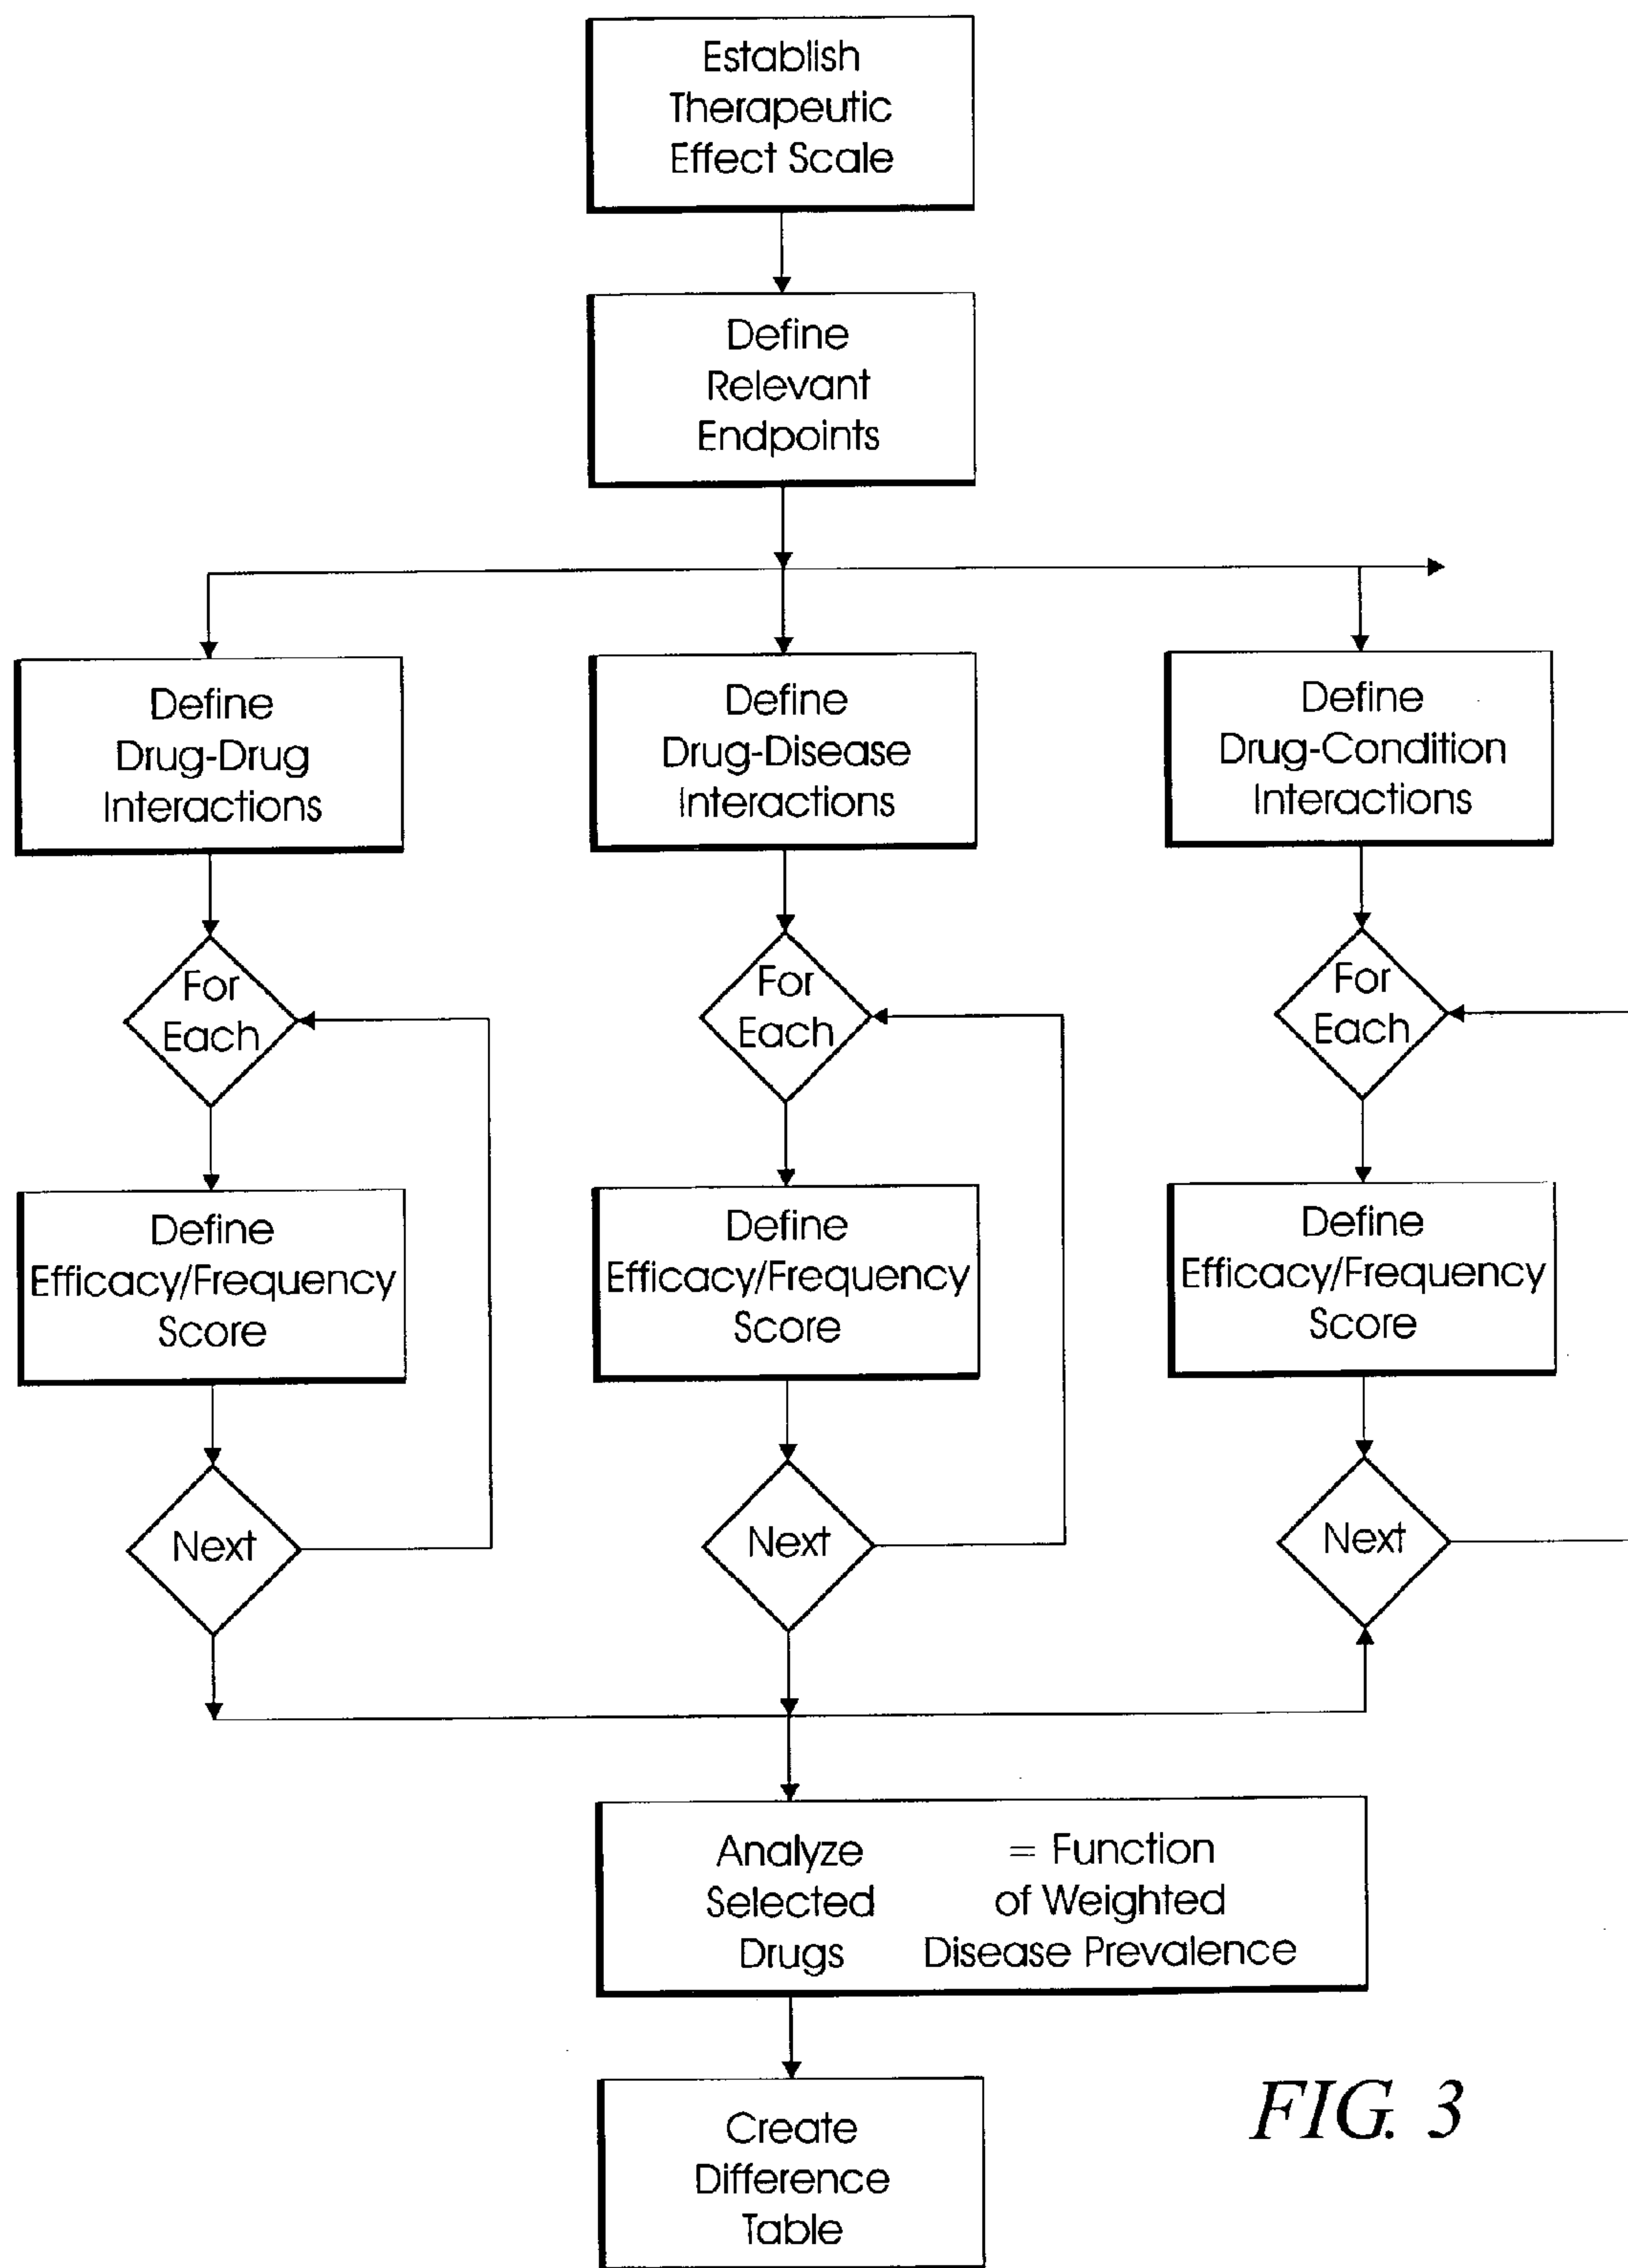 Establish
Therapeutic
Effect Scale
Define
Relevant
Endpoints
Define
Drug-Drug
Interactions
Define
Drug-Disease
Interactions
Define
Drug-Condition
Interactions
For
Each
For
Each
For
Each
Define
Efficacy/Frequency
Score
Define
Efficacy/Frequency
Score
Define
Efficacy/Frequency
Score
Next
Next
Next
Analyze
Selected
Drugs
= Function
of Weighted
Disease Prevalence
Create
Difference
Table
FIG. 3